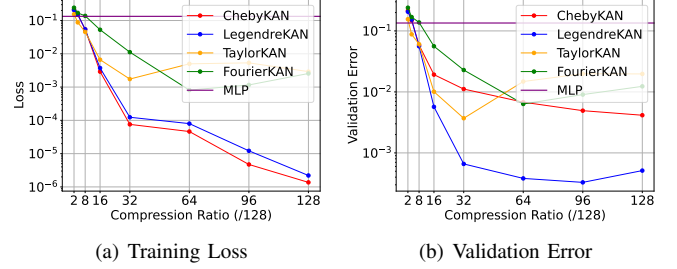 10⁻¹
10⁻²
10⁻³
10⁻⁴
10⁻⁵
10⁻⁶
Loss
2 8 16 32 64 96 128
Compression Ratio (/128)
ChebyKAN
LegendreKAN
TaylorKAN
FourierKAN
MLP
(a) Training Loss
10⁻¹
10⁻²
10⁻³
Validation Error
2 8 16 32 64 96 128
Compression Ratio (/128)
ChebyKAN
LegendreKAN
TaylorKAN
FourierKAN
MLP
(b) Validation Error